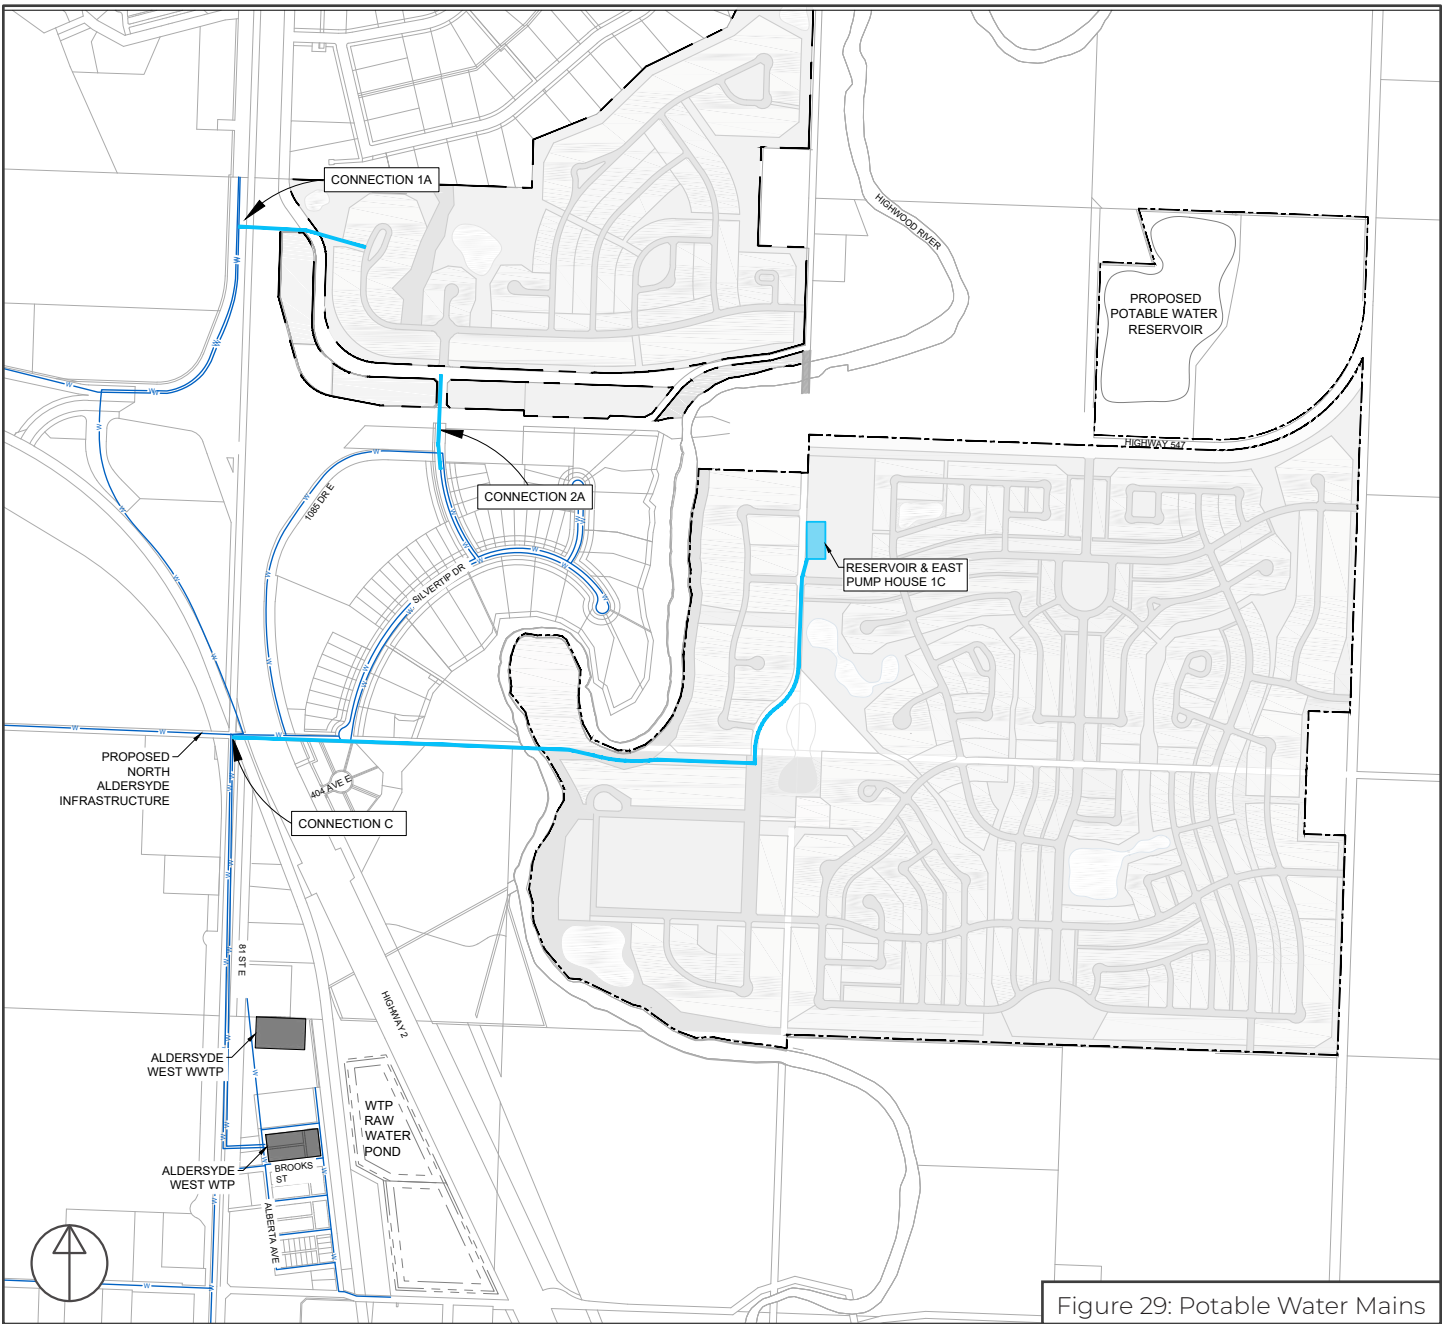 CONNECTION 1A
HIGHWOOD RIVER
PROPOSED
POTABLE WATER
RESERVOIR
HIGHWAY 547
CONNECTION 2A
1085 DR E
SILVERTIP DR
RESERVOIR & EAST
PUMP HOUSE 1C
PROPOSED
NORTH
ALDERSYDE
INFRASTRUCTURE
404 AVE E
CONNECTION C
81 ST E
HIGHWAY 2
ALDERSYDE
WEST WWTP
WTP
RAW
WATER
POND
ALDERSYDE
WEST WTP
BROOKS
ST
ALBERTA AVE
Figure 29: Potable Water Mains